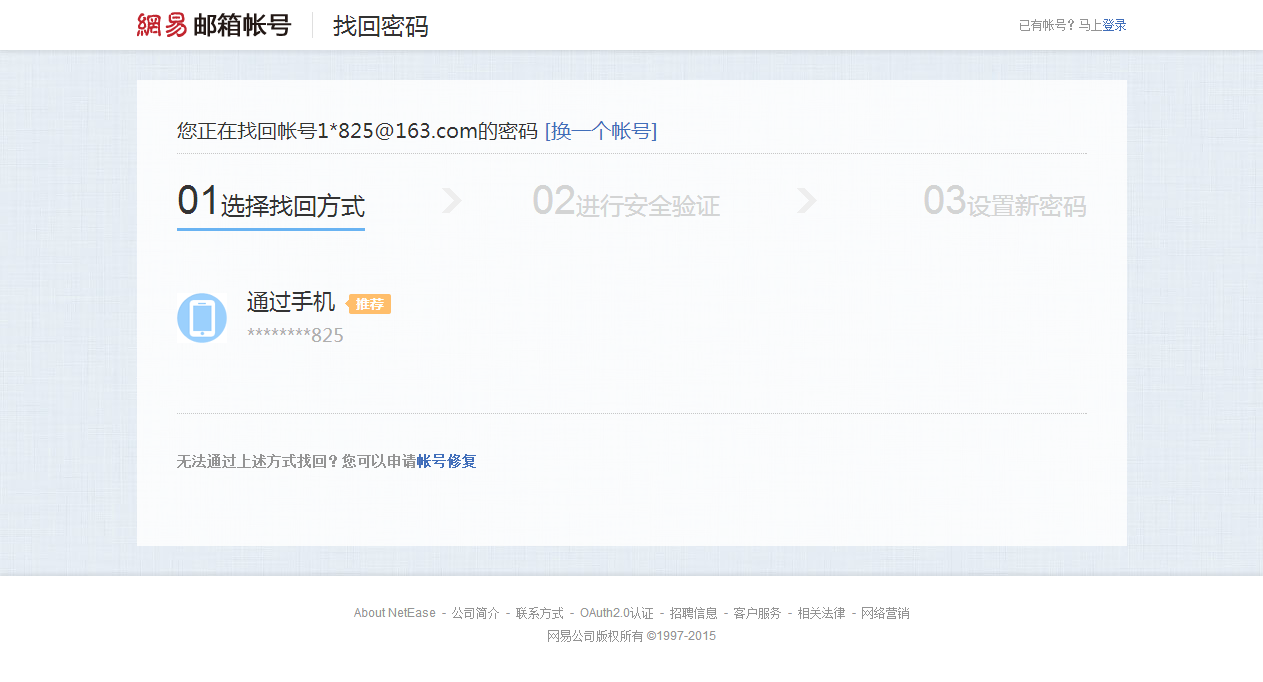 網易 邮箱帐号 找回密码 已有帐号？马上登录
您正在找回帐号1*825@163.com的密码 [换一个帐号]
01选择找回方式 02进行安全验证 03设置新密码
通过手机 推荐
********825
无法通过上述方式找回？您可以申请帐号修复
About NetEase - 公司简介 - 联系方式 - OAuth2.0认证 - 招聘信息 - 客户服务 - 相关法律 - 网络营销
网易公司版权所有 ©1997-2015